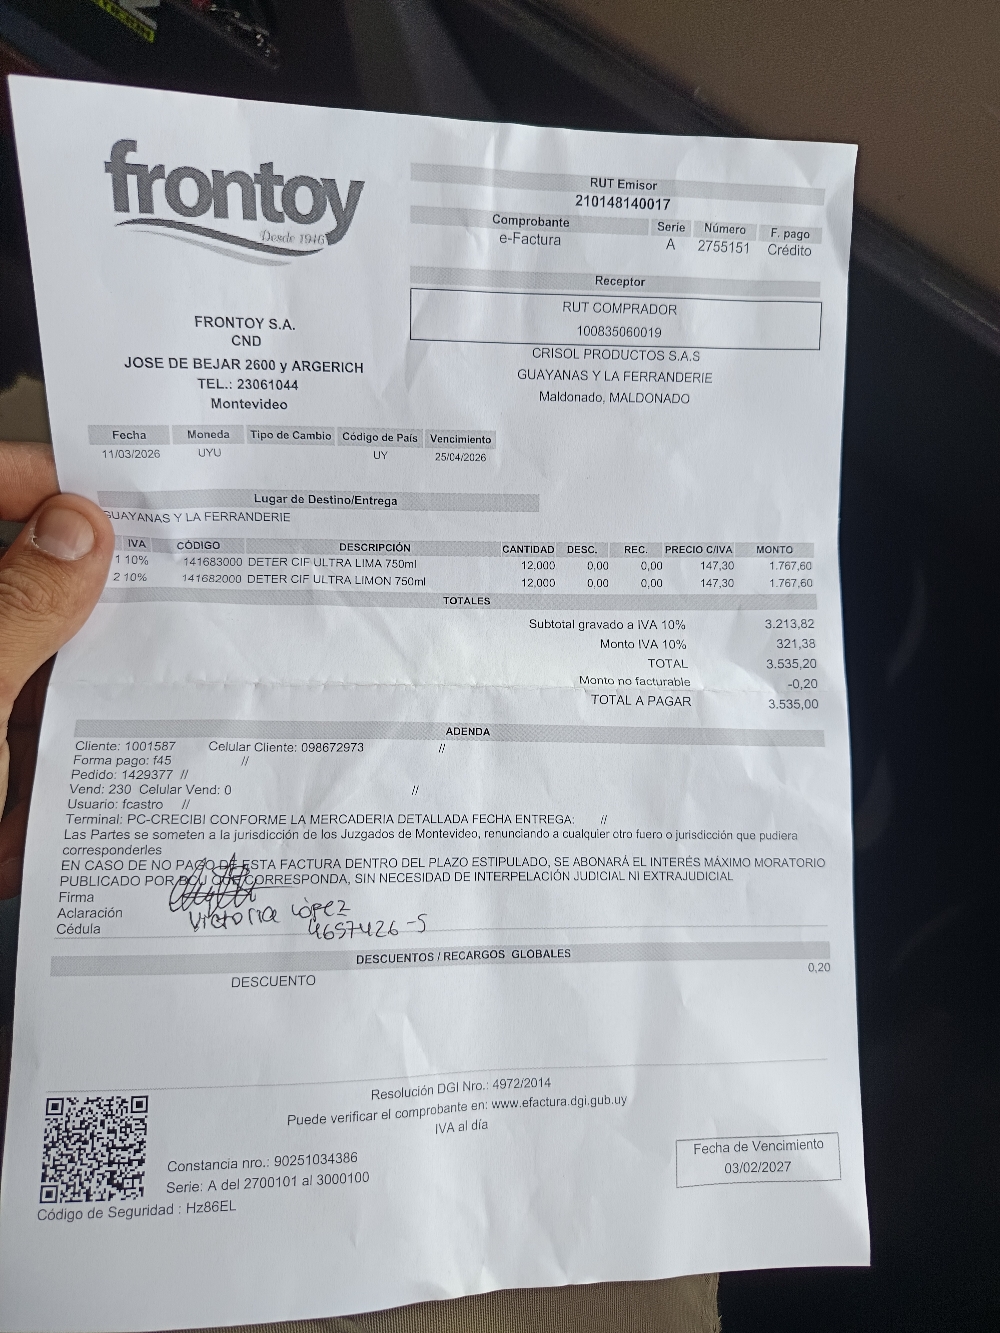 frontoy
Desde 1946
RUT Emisor
210148140017
Comprobante Serie Número F. pago
e-Factura A 2755151 Crédito
Receptor
RUT COMPRADOR
100835060019
CRISOL PRODUCTOS S.A.S
GUAYANAS Y LA FERRANDERIE
Maldonado, MALDONADO
FRONTOY S.A.
CND
JOSE DE BEJAR 2600 y ARGERICH
TEL.: 23061044
Montevideo
Fecha Moneda Tipo de Cambio Código de País Vencimiento
11/03/2026 UYU UY 25/04/2026
Lugar de Destino/Entrega
GUAYANAS Y LA FERRANDERIE
IVA CÓDIGO DESCRIPCIÓN CANTIDAD DESC. REC. PRECIO C/IVA MONTO
1 10% 141683000 DETER CIF ULTRA LIMA 750ml 12,000 0,00 0,00 147,30 1.767,60
2 10% 141682000 DETER CIF ULTRA LIMON 750ml 12,000 0,00 0,00 147,30 1.767,60
TOTALES
Subtotal gravado a IVA 10% 3.213,82
Monto IVA 10% 321,38
TOTAL 3.535,20
Monto no facturable -0,20
TOTAL A PAGAR 3.535,00
ADENDA
Cliente: 1001587 Celular Cliente: 098672973 //
Forma pago: f45 //
Pedido: 1429377 //
Vend: 230 Celular Vend: 0 //
Usuario: fcastro //
Terminal: PC-CRECIBI CONFORME LA MERCADERIA DETALLADA FECHA ENTREGA: //
Las Partes se someten a la jurisdicción de los Juzgados de Montevideo, renunciando a cualquier otro fuero o jurisdicción que pudiera
corresponderles
EN CASO DE NO PAGO DE ESTA FACTURA DENTRO DEL PLAZO ESTIPULADO, SE ABONARÁ EL INTERÉS MÁXIMO MORATORIO
PUBLICADO POR BCU QUE CORRESPONDA, SIN NECESIDAD DE INTERPELACIÓN JUDICIAL NI EXTRAJUDICIAL
Firma
Aclaración Victoria López
Cédula 4657426-5
DESCUENTOS / RECARGOS GLOBALES
DESCUENTO 0,20
Resolución DGI Nro.: 4972/2014
Puede verificar el comprobante en: www.efactura.dgi.gub.uy
IVA al día
Constancia nro.: 90251034386
Serie: A del 2700101 al 3000100
Código de Seguridad : Hz86EL
Fecha de Vencimiento
03/02/2027